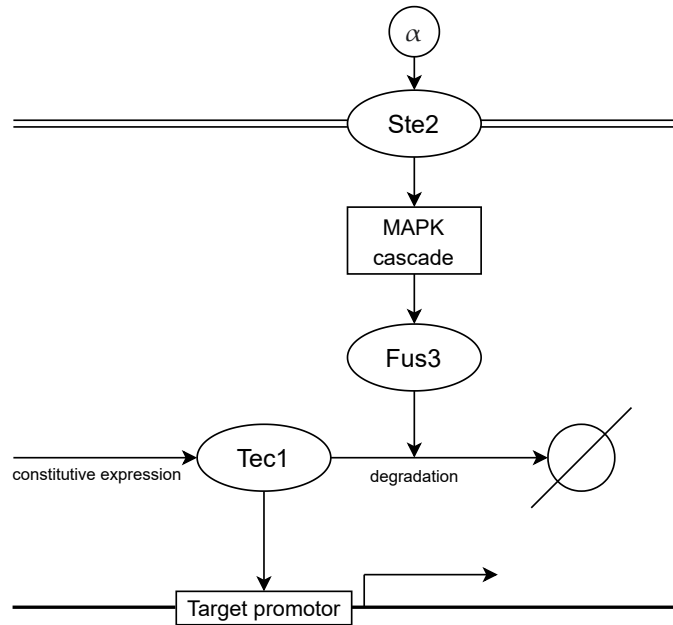 α
Ste2
MAPK
cascade
Fus3
Tec1
constitutive expression
degradation
Target promotor